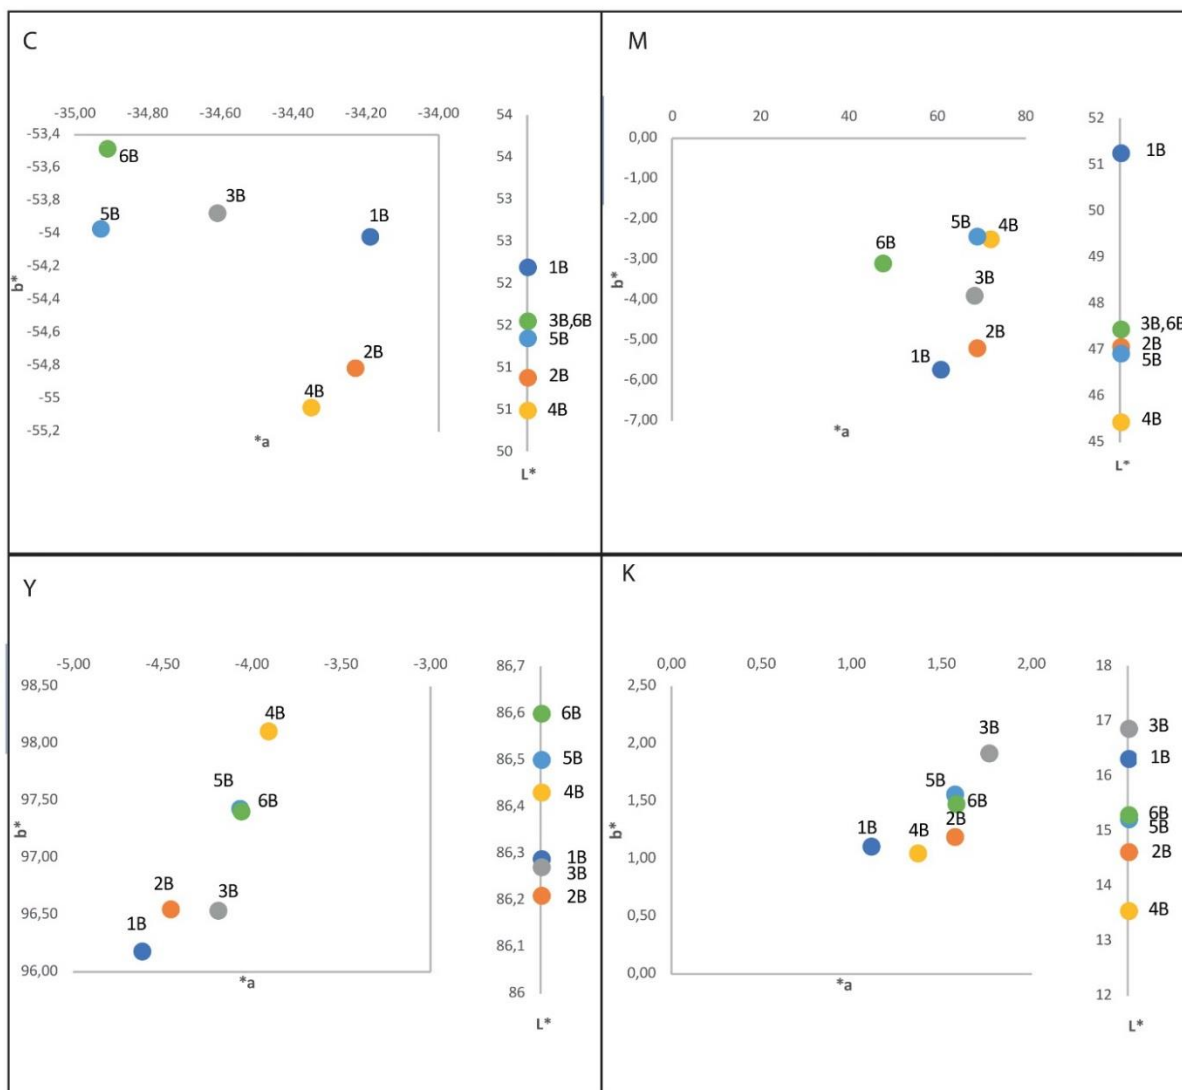 C
-35,00 -34,80 -34,60 -34,40 -34,20 -34,00
-53,4
-53,6
-53,8
-54
-54,2
-54,4
-54,6
-54,8
-55
-55,2
b*
*a
6B
5B
3B
1B
2B
4B
54
54
53
53
52
52
51
51
50
1B
3B,6B
5B
2B
4B
L*
M
0 20 40 60 80
0,00
-1,00
-2,00
-3,00
-4,00
-5,00
-6,00
-7,00
b*
*a
5B
4B
6B
3B
2B
1B
52
51
50
49
48
47
46
45
1B
3B,6B
2B
5B
4B
L*
Y
-5,00 -4,50 -4,00 -3,50 -3,00
98,50
98,00
97,50
97,00
96,50
96,00
b*
*a
4B
5B
6B
2B
3B
1B
86,7
86,6
86,5
86,4
86,3
86,2
86,1
86
6B
5B
4B
1B
3B
2B
L*
K
0,00 0,50 1,00 1,50 2,00
2,50
2,00
1,50
1,00
0,50
0,00
b*
*a
3B
5B
6B
2B
1B
4B
18
17
16
15
14
13
12
3B
1B
6B
5B
2B
4B
L*